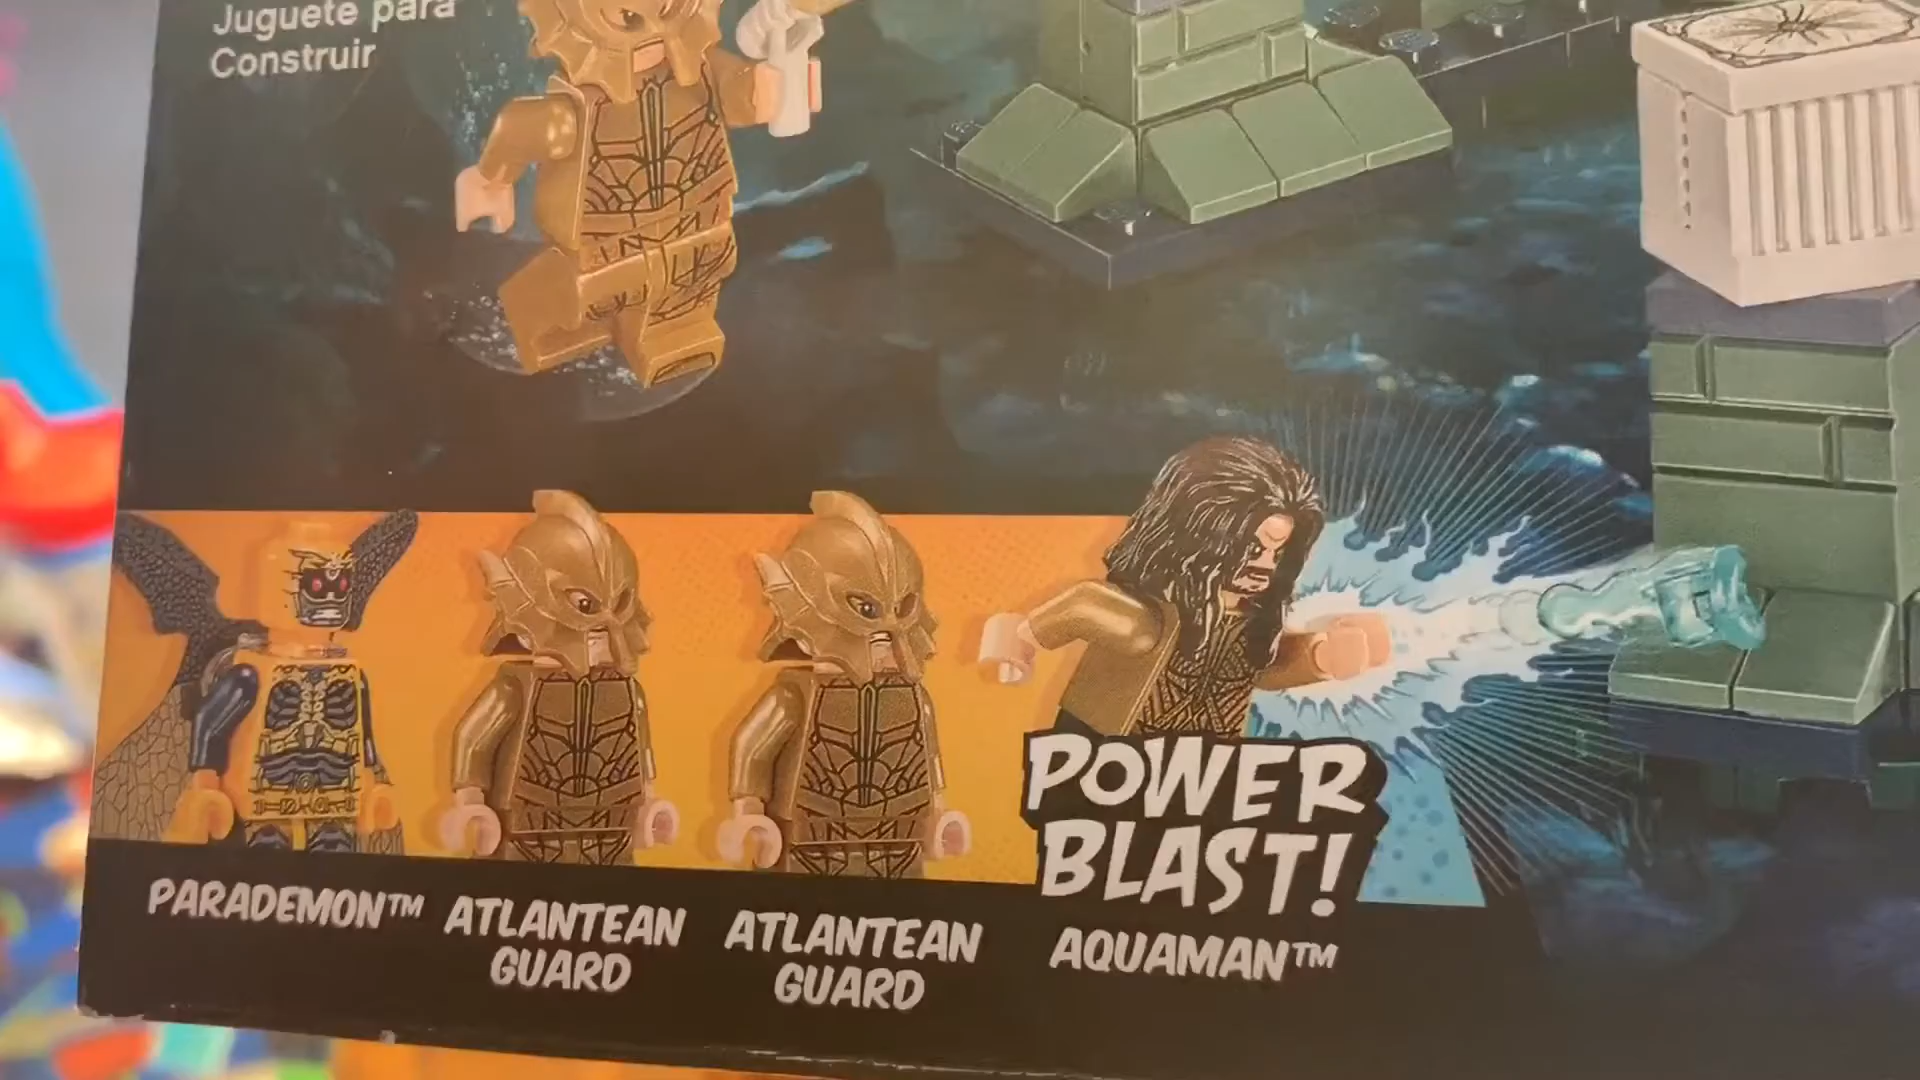 Juguete para
Construir
POWER
BLAST!
PARADEMON™
ATLANTEAN
GUARD
ATLANTEAN
GUARD
AQUAMAN™